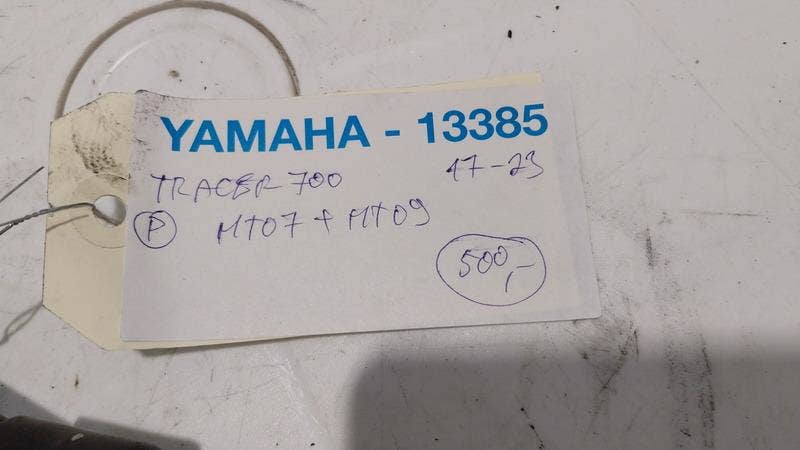 YAMAHA - 13385
TRACER 700 17-23
P MT07 + MT09
500,-